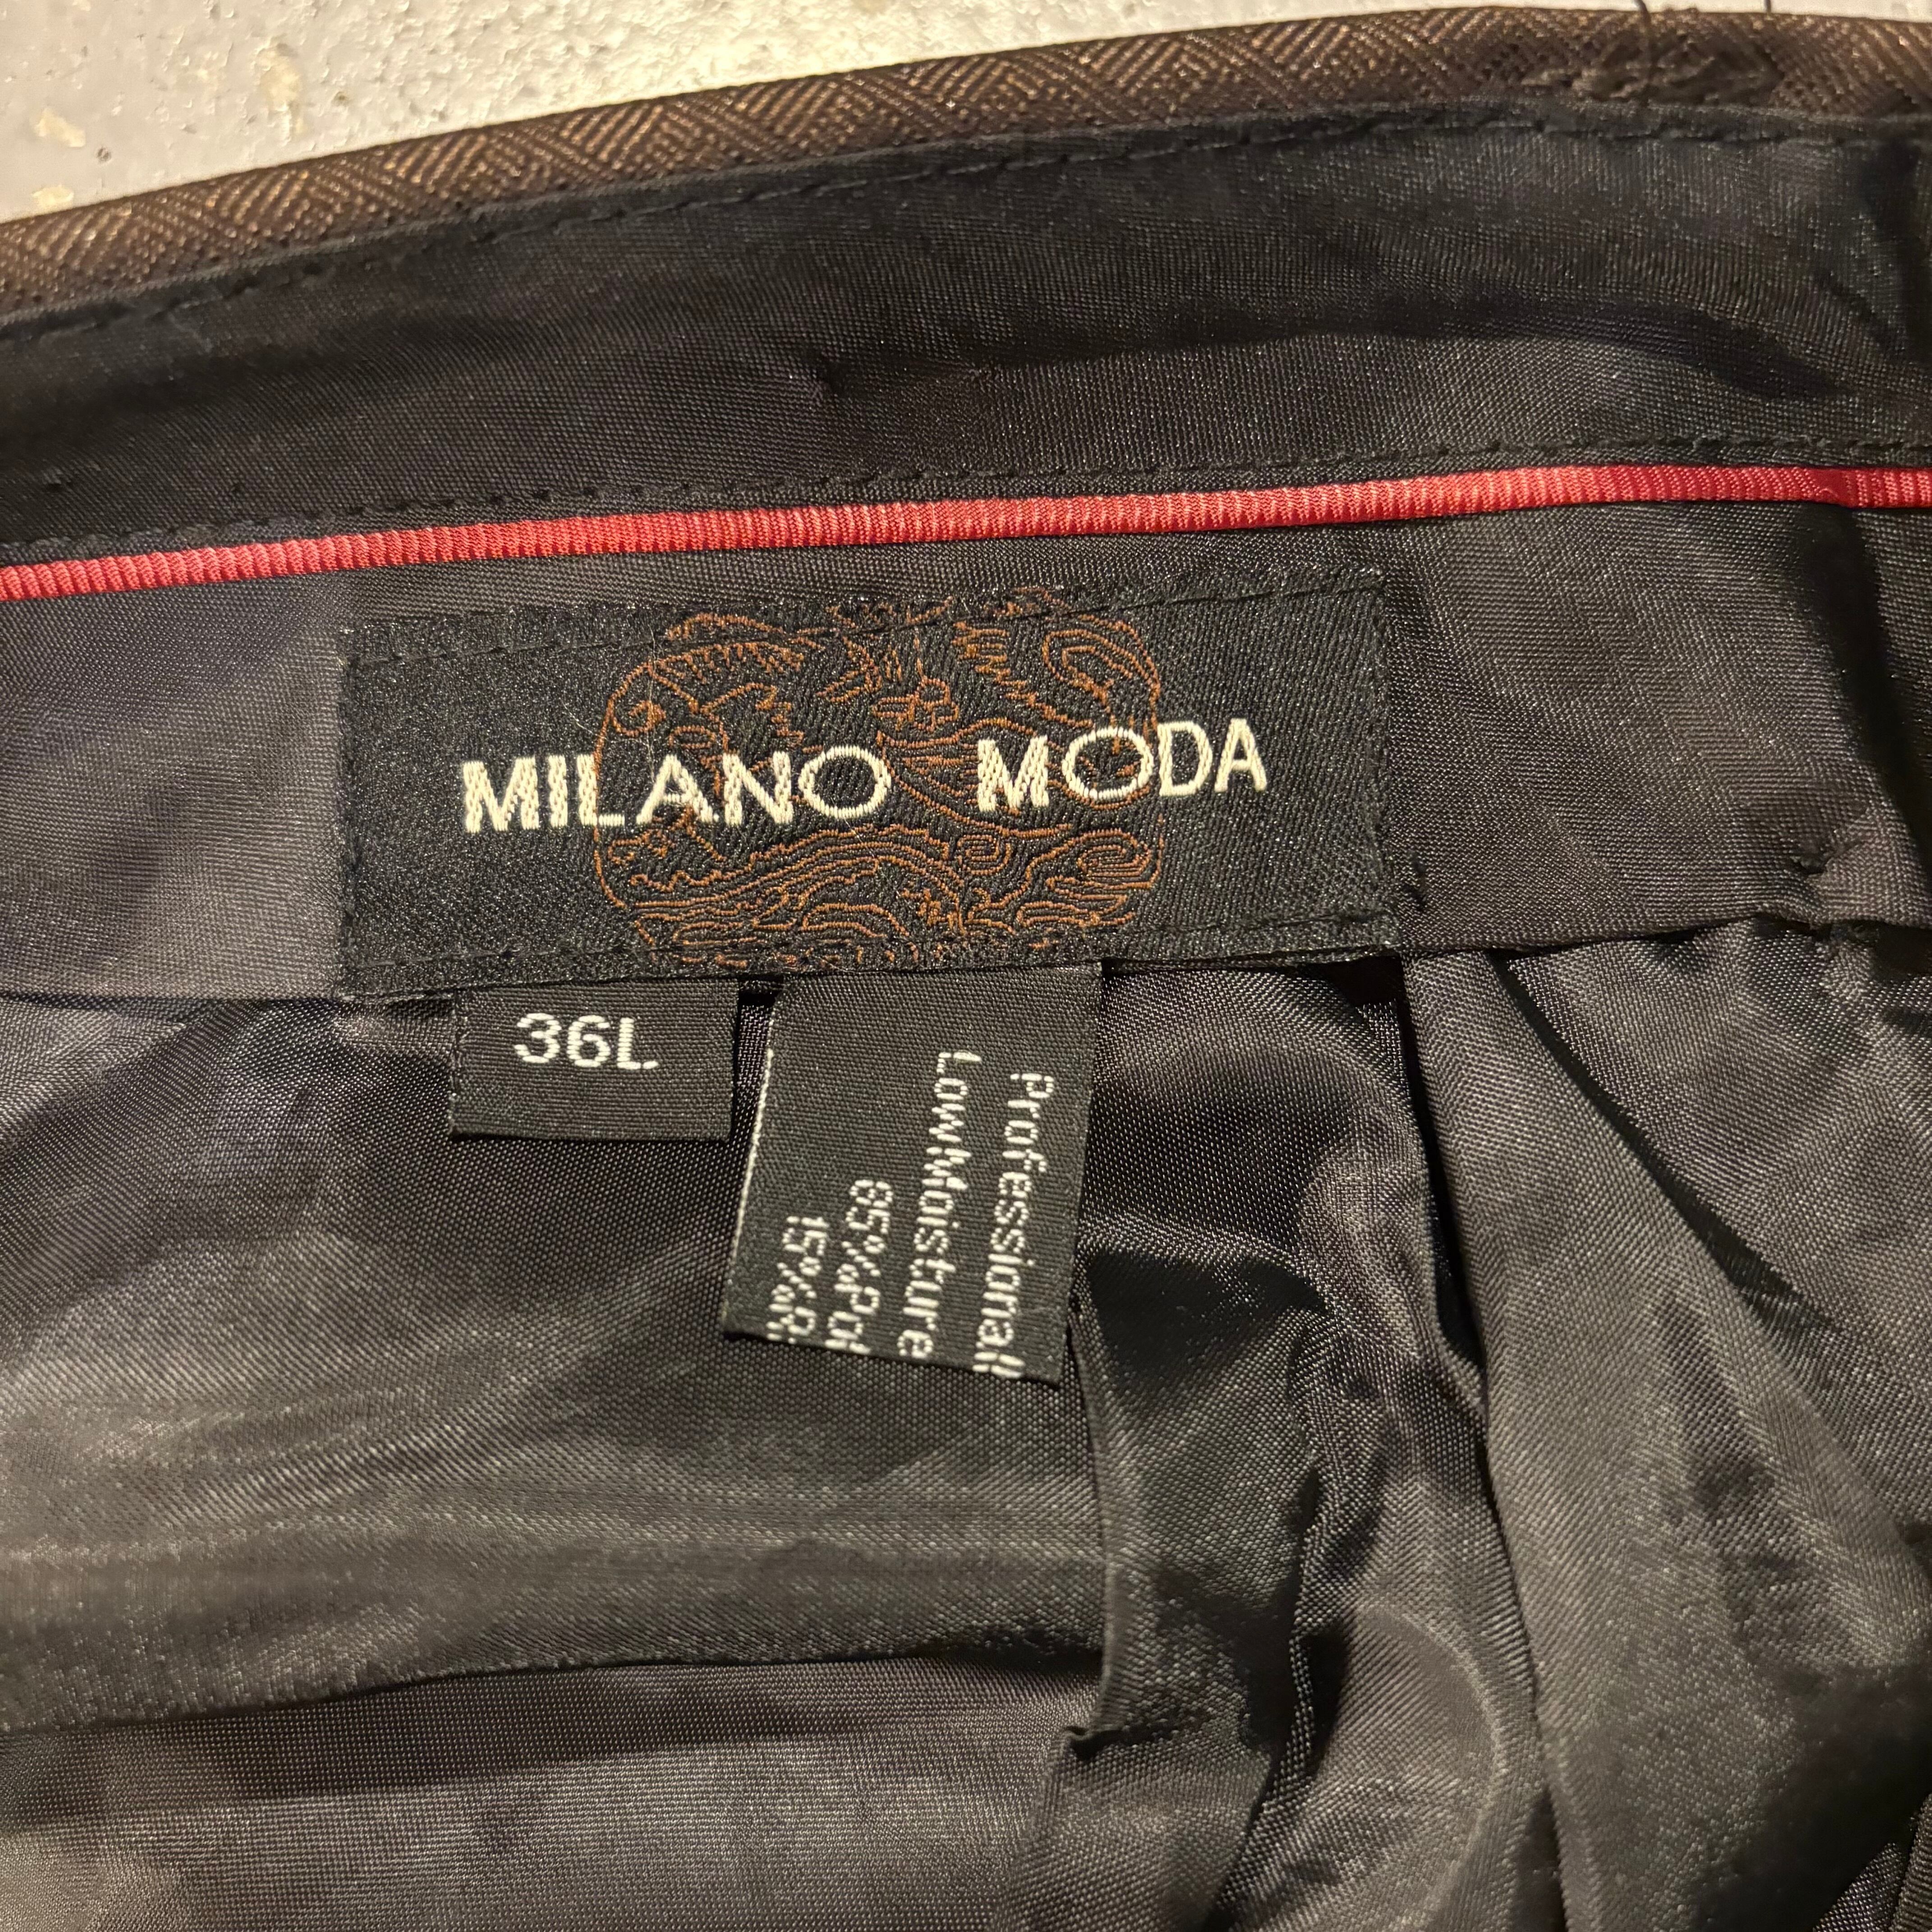 MILANO MODA
36L
Professional
LowMoisture
85%Pol
15%R